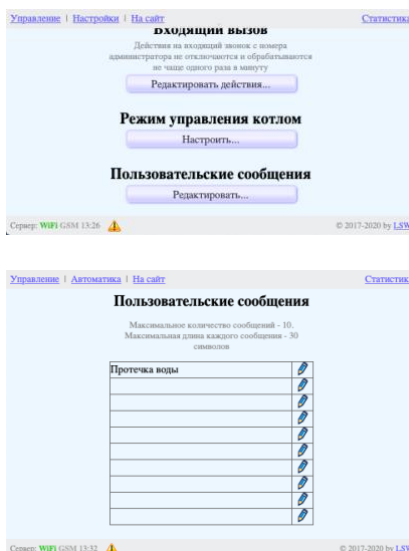 Управление | Настройки | На сайт Статистика
Входящий вызов
Действия на входящий звонок с номера
администратора не отключаются и обрабатываются
не чаще одного раза в минуту
Редактировать действия...
Режим управления котлом
Настроить...
Пользовательские сообщения
Редактировать...
Сервер: WiFi GSM 13:26 © 2017-2020 by LSW
Управление | Автоматика | На сайт Статистика
Пользовательские сообщения
Максимальное количество сообщений - 10.
Максимальная длина каждого сообщения - 30
символов
Протечка воды
Сервер: WiFi GSM 13:32 © 2017-2020 by LSW